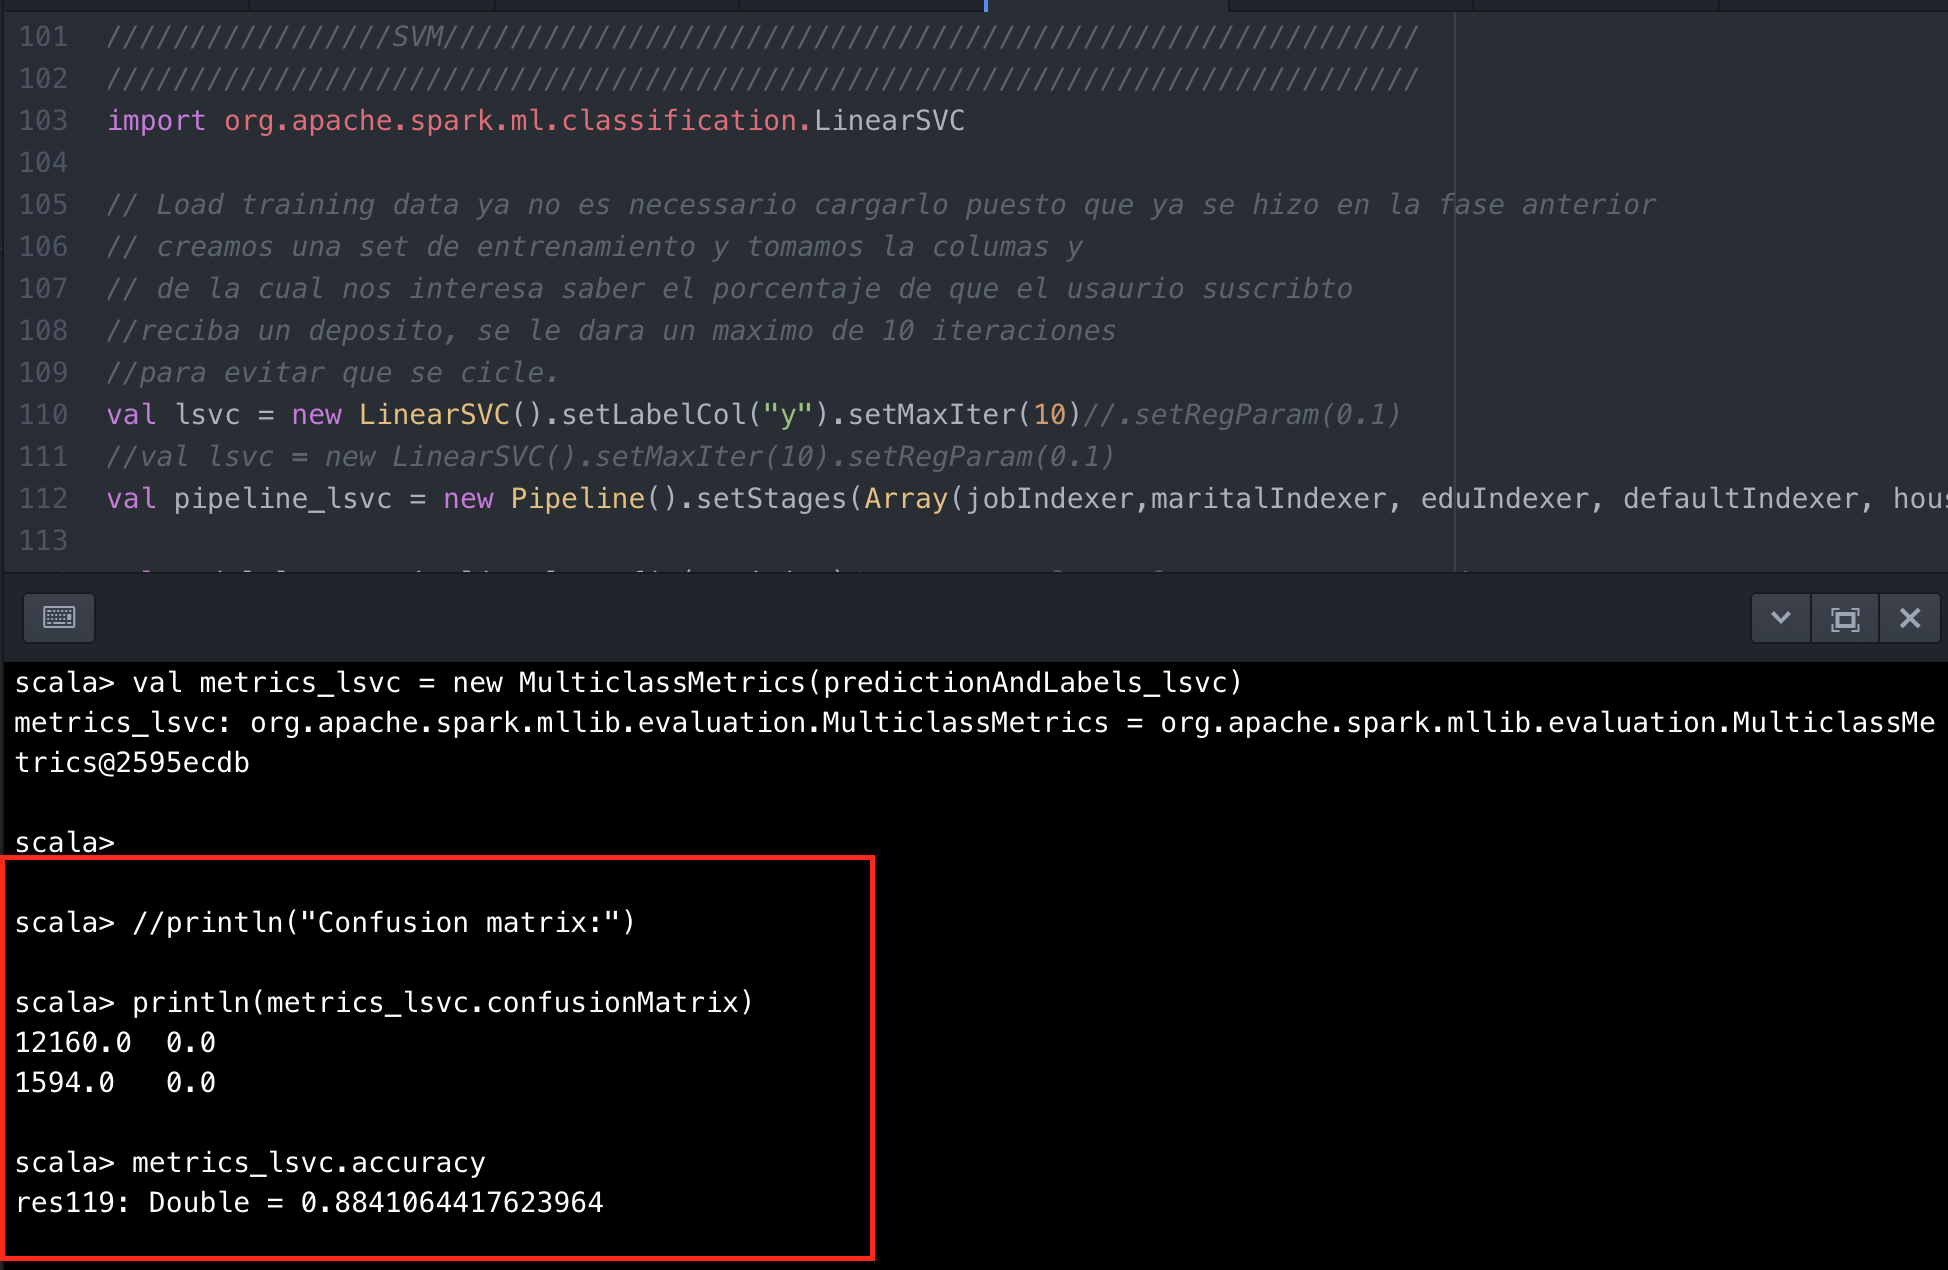 101 /////////////////SVM//////////////////////////////////////////////////////////
102 //////////////////////////////////////////////////////////////////////////////
103 import org.apache.spark.ml.classification.LinearSVC
104
105 // Load training data ya no es necessario cargarlo puesto que ya se hizo en la fase anterior
106 // creamos una set de entrenamiento y tomamos la columas y
107 // de la cual nos interesa saber el porcentaje de que el usaurio suscribto
108 //reciba un deposito, se le dara un maximo de 10 iteraciones
109 //para evitar que se cicle.
110 val lsvc = new LinearSVC().setLabelCol("y").setMaxIter(10)//.setRegParam(0.1)
111 //val lsvc = new LinearSVC().setMaxIter(10).setRegParam(0.1)
112 val pipeline_lsvc = new Pipeline().setStages(Array(jobIndexer,maritalIndexer, eduIndexer, defaultIndexer, hous
113
scala> val metrics_lsvc = new MulticlassMetrics(predictionAndLabels_lsvc)
metrics_lsvc: org.apache.spark.mllib.evaluation.MulticlassMetrics = org.apache.spark.mllib.evaluation.MulticlassMe
trics@2595ecdb
scala>
scala> //println("Confusion matrix:")
scala> println(metrics_lsvc.confusionMatrix)
12160.0  0.0
1594.0   0.0
scala> metrics_lsvc.accuracy
res119: Double = 0.8841064417623964